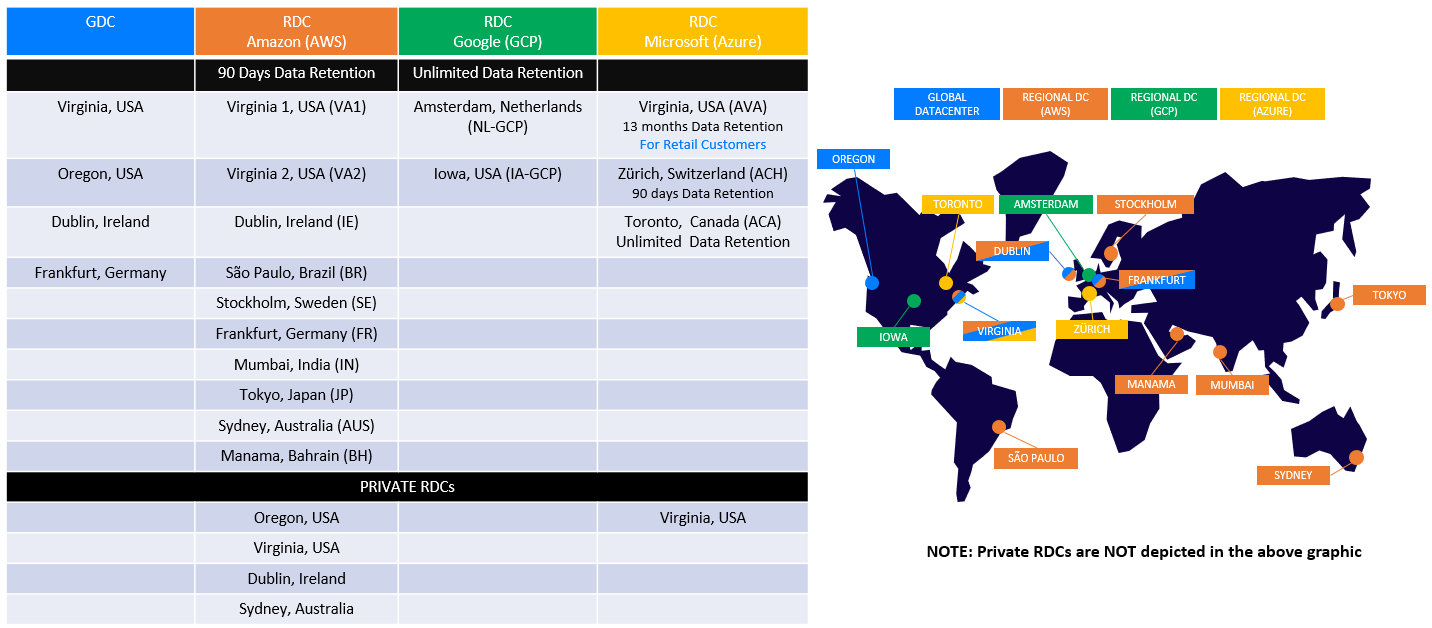 GDC
RDC
Amazon (AWS)
RDC
Google (GCP)
RDC
Microsoft (Azure)
90 Days Data Retention
Unlimited Data Retention
Virginia, USA
Virginia 1, USA (VA1)
Amsterdam, Netherlands
(NL-GCP)
Virginia, USA (AVA)
13 months Data Retention
For Retail Customers
Oregon, USA
Virginia 2, USA (VA2)
Iowa, USA (IA-GCP)
Zürich, Switzerland (ACH)
90 days Data Retention
Dublin, Ireland
Dublin, Ireland (IE)
Toronto, Canada (ACA)
Unlimited Data Retention
Frankfurt, Germany
São Paulo, Brazil (BR)
Stockholm, Sweden (SE)
Frankfurt, Germany (FR)
Mumbai, India (IN)
Tokyo, Japan (JP)
Sydney, Australia (AUS)
Manama, Bahrain (BH)
PRIVATE RDCs
Oregon, USA
Virginia, USA
Virginia, USA
Dublin, Ireland
Sydney, Australia
GLOBAL
DATACENTER
REGIONAL DC
(AWS)
REGIONAL DC
(GCP)
REGIONAL DC
(AZURE)
OREGON
TORONTO
AMSTERDAM
STOCKHOLM
DUBLIN
FRANKFURT
TOKYO
VIRGINIA
ZÜRICH
IOWA
MANAMA
MUMBAI
SÃO PAULO
SYDNEY
NOTE: Private RDCs are NOT depicted in the above graphic